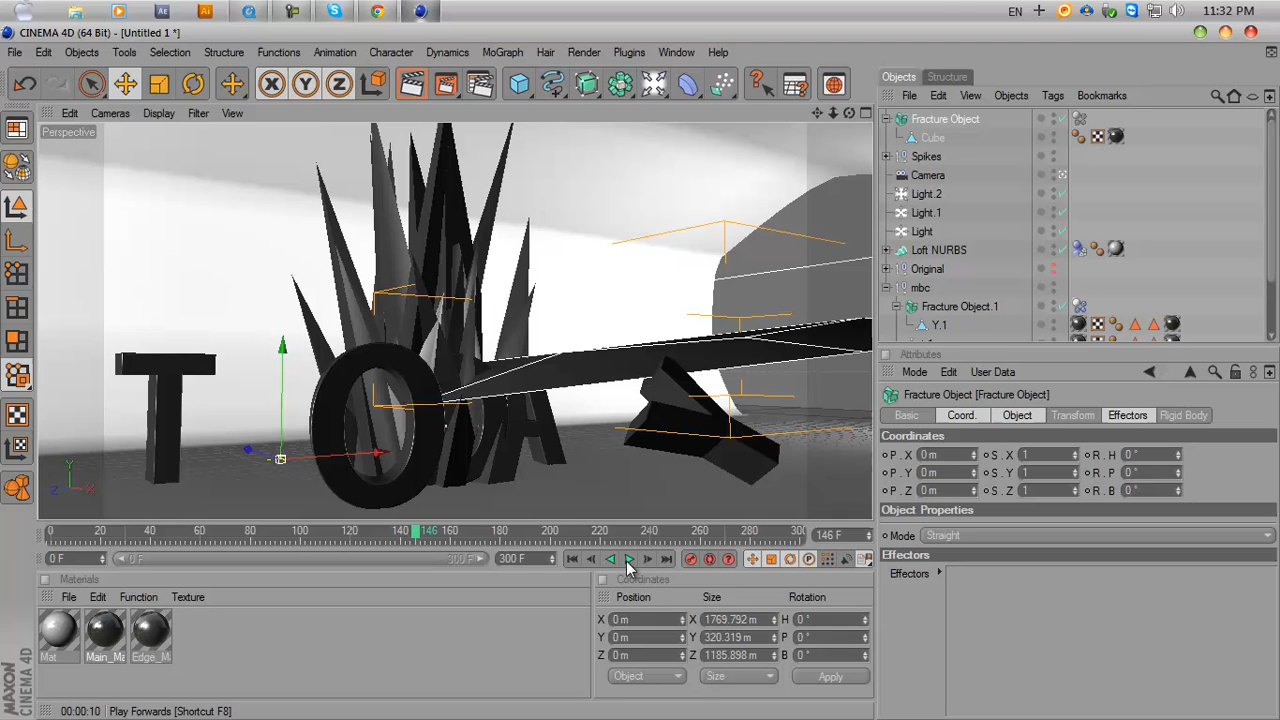 Ae
Ai
EN
11:32 PM
CINEMA 4D (64 Bit) - [Untitled 1 *]
File Edit Objects Tools Selection Structure Functions Animation Character Dynamics MoGraph Hair Render Plugins Window Help
X Y Z
Objects Structure
File Edit View Objects Tags Bookmarks
Edit Cameras Display Filter View
Perspective
Fracture Object
Cube
Spikes
Camera
Light.2
Light.1
Light
Loft NURBS
Original
mbc
Fracture Object.1
Y.1
T O D A
Y
X
Z
Attributes
Mode Edit User Data
Fracture Object [Fracture Object]
Basic Coord. Object Transform Effectors Rigid Body
Coordinates
P . X 0 m S . X 1 R . H 0 °
P . Y 0 m S . Y 1 R . P 0 °
P . Z 0 m S . Z 1 R . B 0 °
Object Properties
Mode Straight
Effectors
Effectors
0 20 40 60 80 100 120 140 146 160 180 200 220 240 260 280 300 146 F
0 F 0 F 300 F 300 F
Materials
File Edit Function Texture
Mat Main_Ma Edge_Ma
Coordinates
Position Size Rotation
X 0 m X 1769.792 m H 0 °
Y 0 m Y 320.319 m P 0 °
Z 0 m Z 1185.898 m B 0 °
Object Size Apply
MAXON
CINEMA 4D
00:00:10 Play Forwards [Shortcut F8]